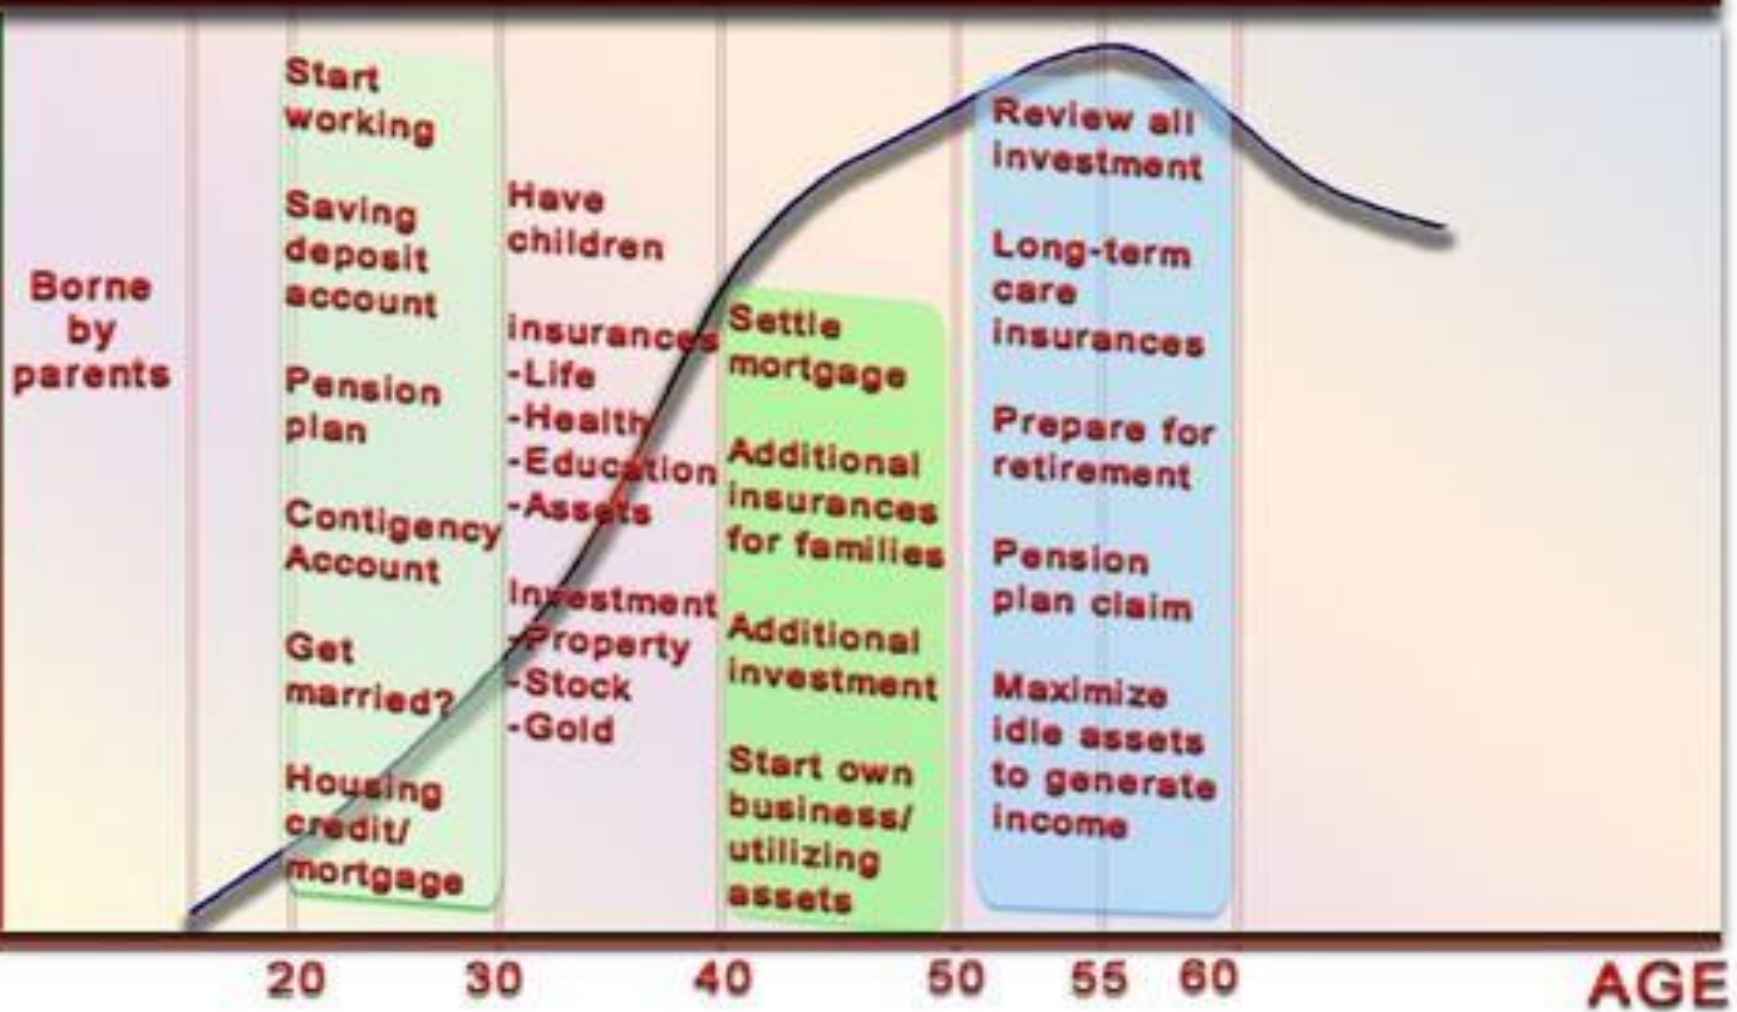 Borne
by
parents
Start
working
Saving
deposit
account
Pension
plan
Contigency
Account
Get
married?
Housing
credit/
mortgage
Have
children
insurances
-Life
-Health
-Education
-Assets
Investment
-Property
-Stock
-Gold
Settle
mortgage
Additional
insurances
for families
Additional
investment
Start own
business/
utilizing
assets
Review all
investment
Long-term
care
insurances
Prepare for
retirement
Pension
plan claim
Maximize
idle assets
to generate
income
20 30 40 50 55 60 AGE